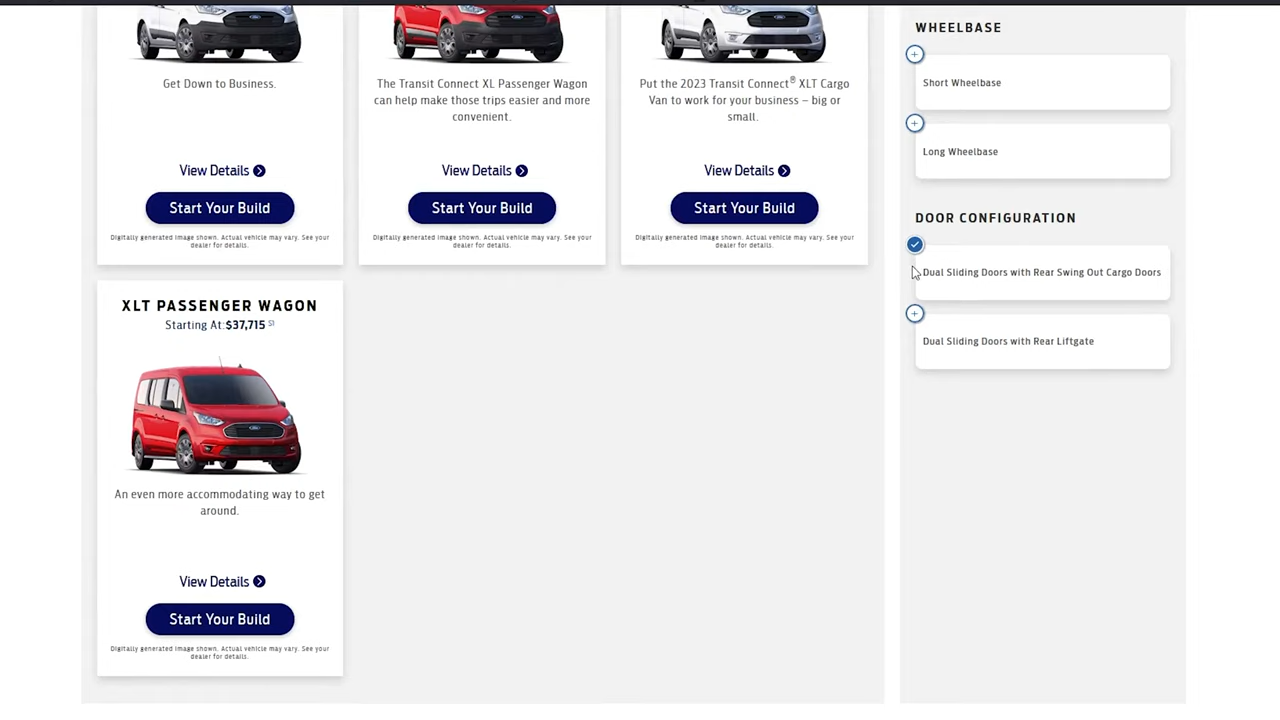 Get Down to Business.
View Details
Start Your Build
Digitally generated image shown. Actual vehicle may vary. See your
dealer for details.
The Transit Connect XL Passenger Wagon
can help make those trips easier and more
convenient.
View Details
Start Your Build
Digitally generated image shown. Actual vehicle may vary. See your
dealer for details.
Put the 2023 Transit Connect® XLT Cargo
Van to work for your business – big or
small.
View Details
Start Your Build
Digitally generated image shown. Actual vehicle may vary. See your
dealer for details.
XLT PASSENGER WAGON
Starting At:$37,715 S1
An even more accommodating way to get
around.
View Details
Start Your Build
Digitally generated image shown. Actual vehicle may vary. See your
dealer for details.
WHEELBASE
Short Wheelbase
Long Wheelbase
DOOR CONFIGURATION
Dual Sliding Doors with Rear Swing Out Cargo Doors
Dual Sliding Doors with Rear Liftgate